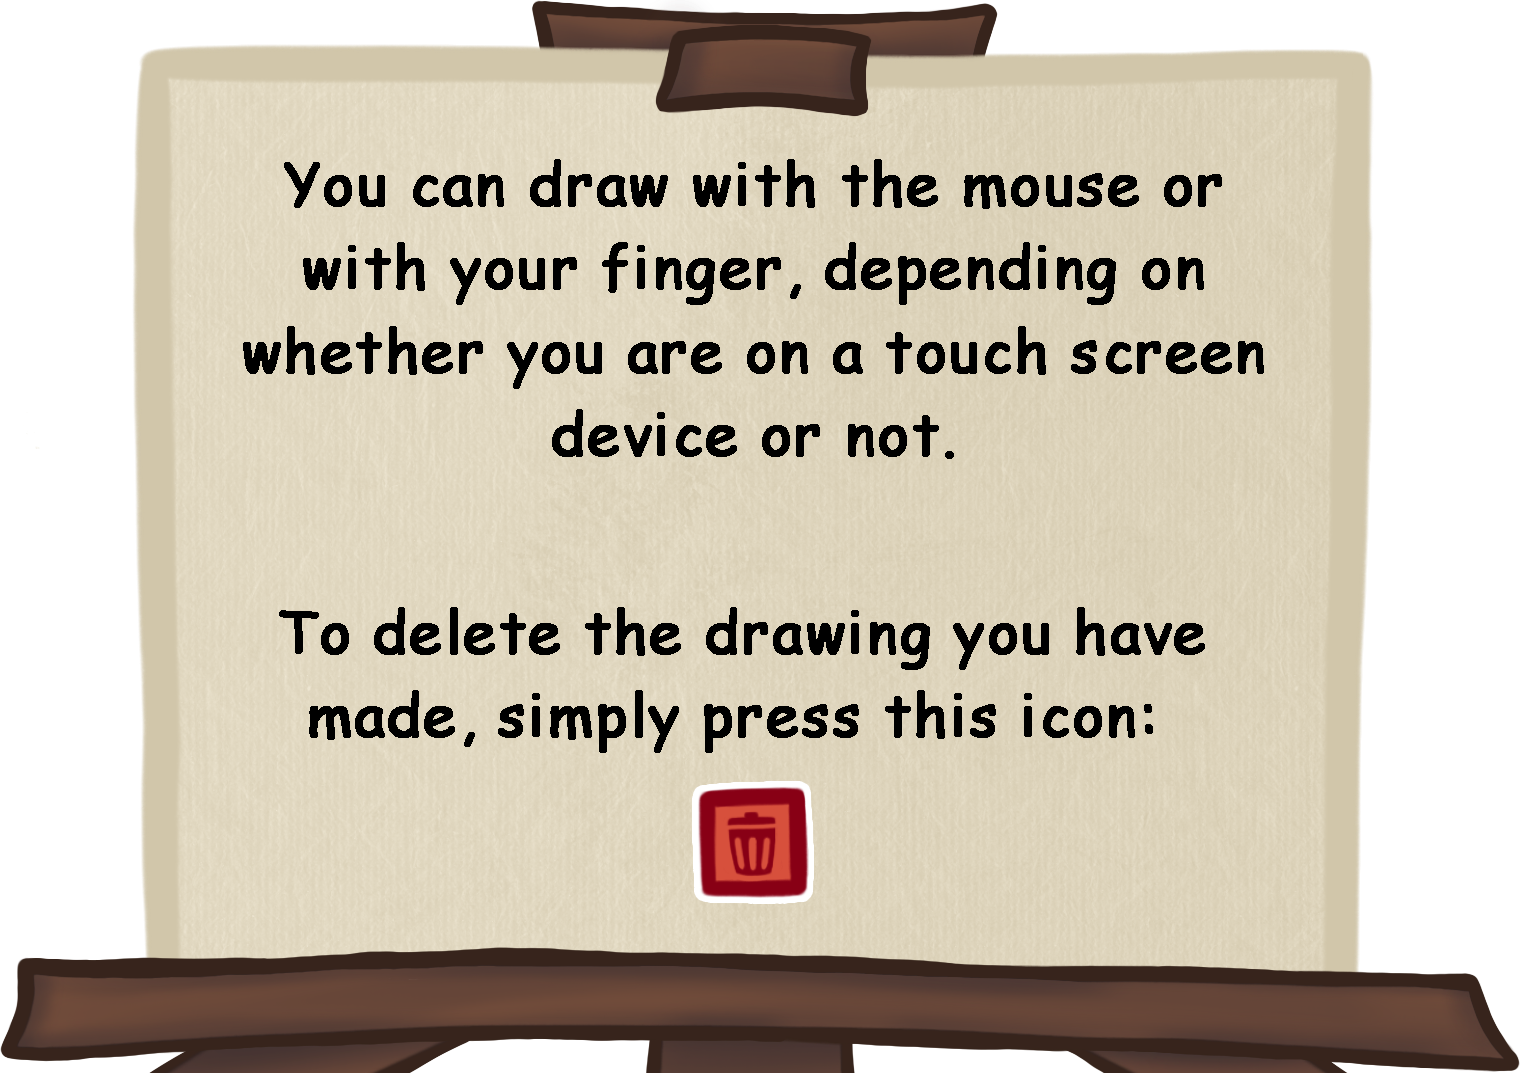 You can draw with the mouse or
with your finger, depending on
whether you are on a touch screen
device or not.
To delete the drawing you have
made, simply press this icon: